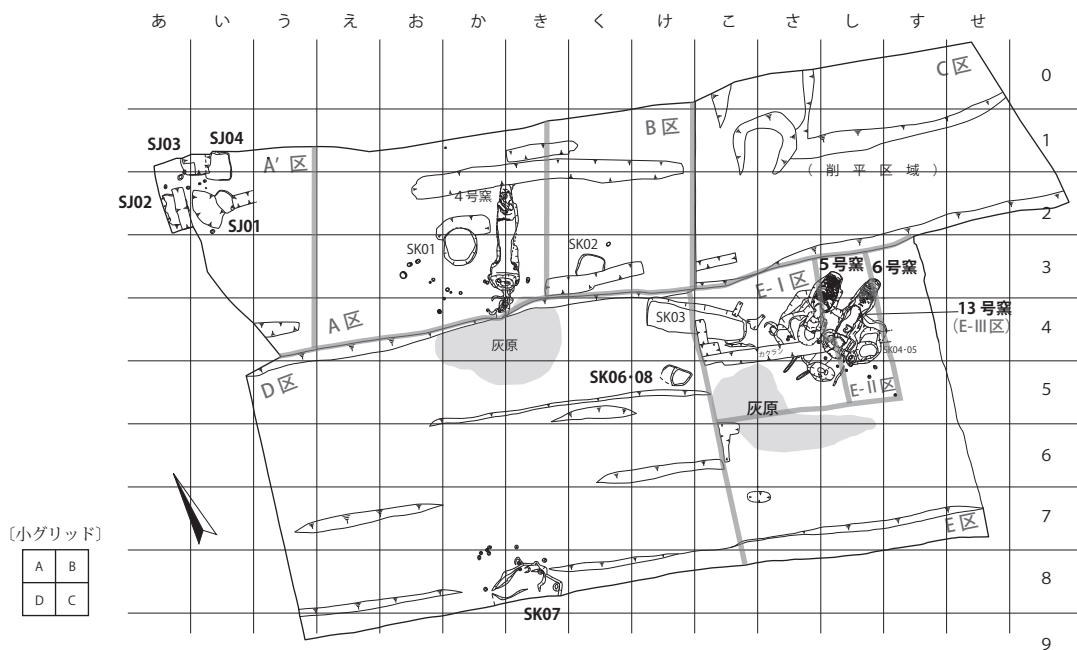 あ い う え お か き く け こ さ し す せ
0
C区
1
SJ03
SJ04
A'区
B区
(削平区域)
SJ02
SJ01
4号窯
2
SK01
SK02
3
5号窯
6号窯
E-Ⅰ区
13号窯
(E-Ⅲ区)
A区
SK03
4
灰原
カクラン
SK04・05
SK06・08
D区
E-Ⅱ区
5
灰原
6
7
E区
〔小グリッド〕
A B
D C
8
SK07
9